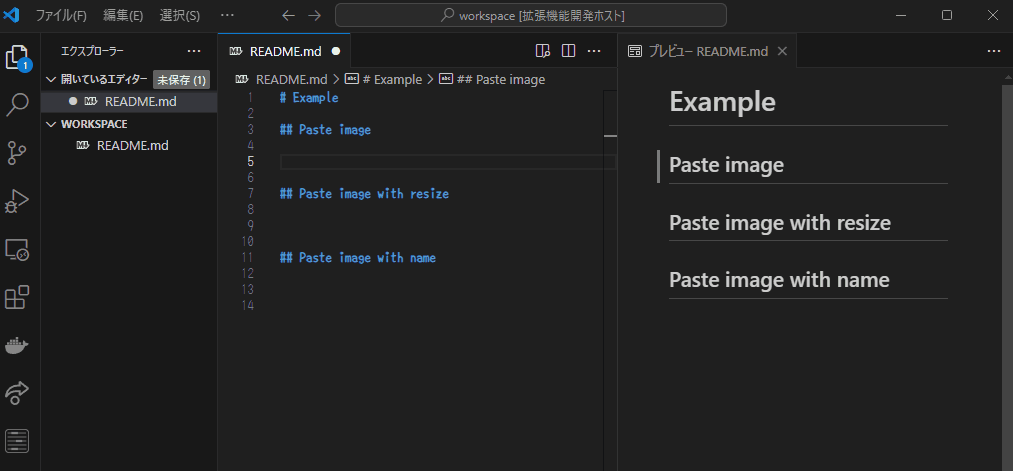 ファイル(F) 編集(E) 選択(S) ··· workspace [拡張機能開発ホスト]
エクスプローラー ···
1
開いているエディター 未保存 (1)
README.md
WORKSPACE
README.md
README.md
README.md > # Example > ## Paste image
1 # Example
2
3 ## Paste image
4
5
6
7 ## Paste image with resize
8
9
10
11 ## Paste image with name
12
13
14
プレビュー README.md
Example
Paste image
Paste image with resize
Paste image with name